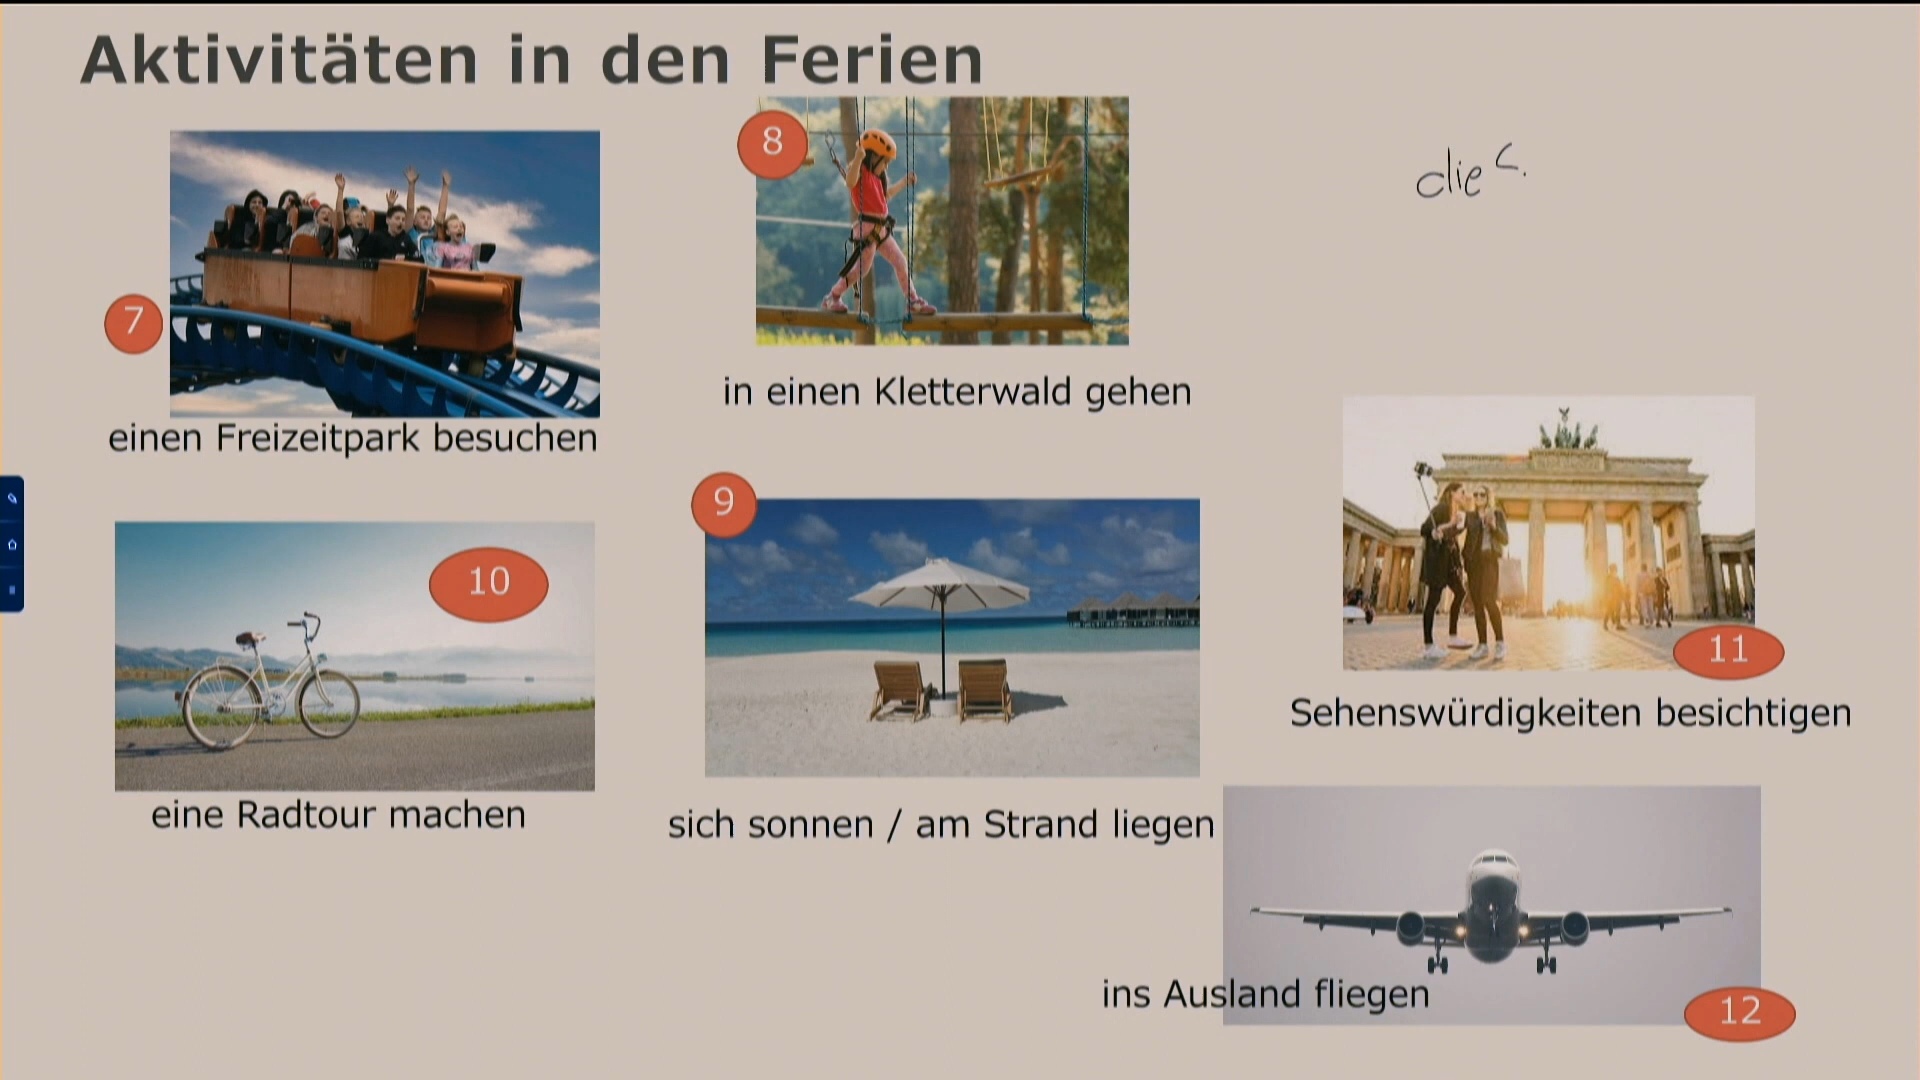 Aktivitäten in den Ferien
7
einen Freizeitpark besuchen
8
in einen Kletterwald gehen
die
10
eine Radtour machen
9
sich sonnen / am Strand liegen
11
Sehenswürdigkeiten besichtigen
ins Ausland fliegen
12